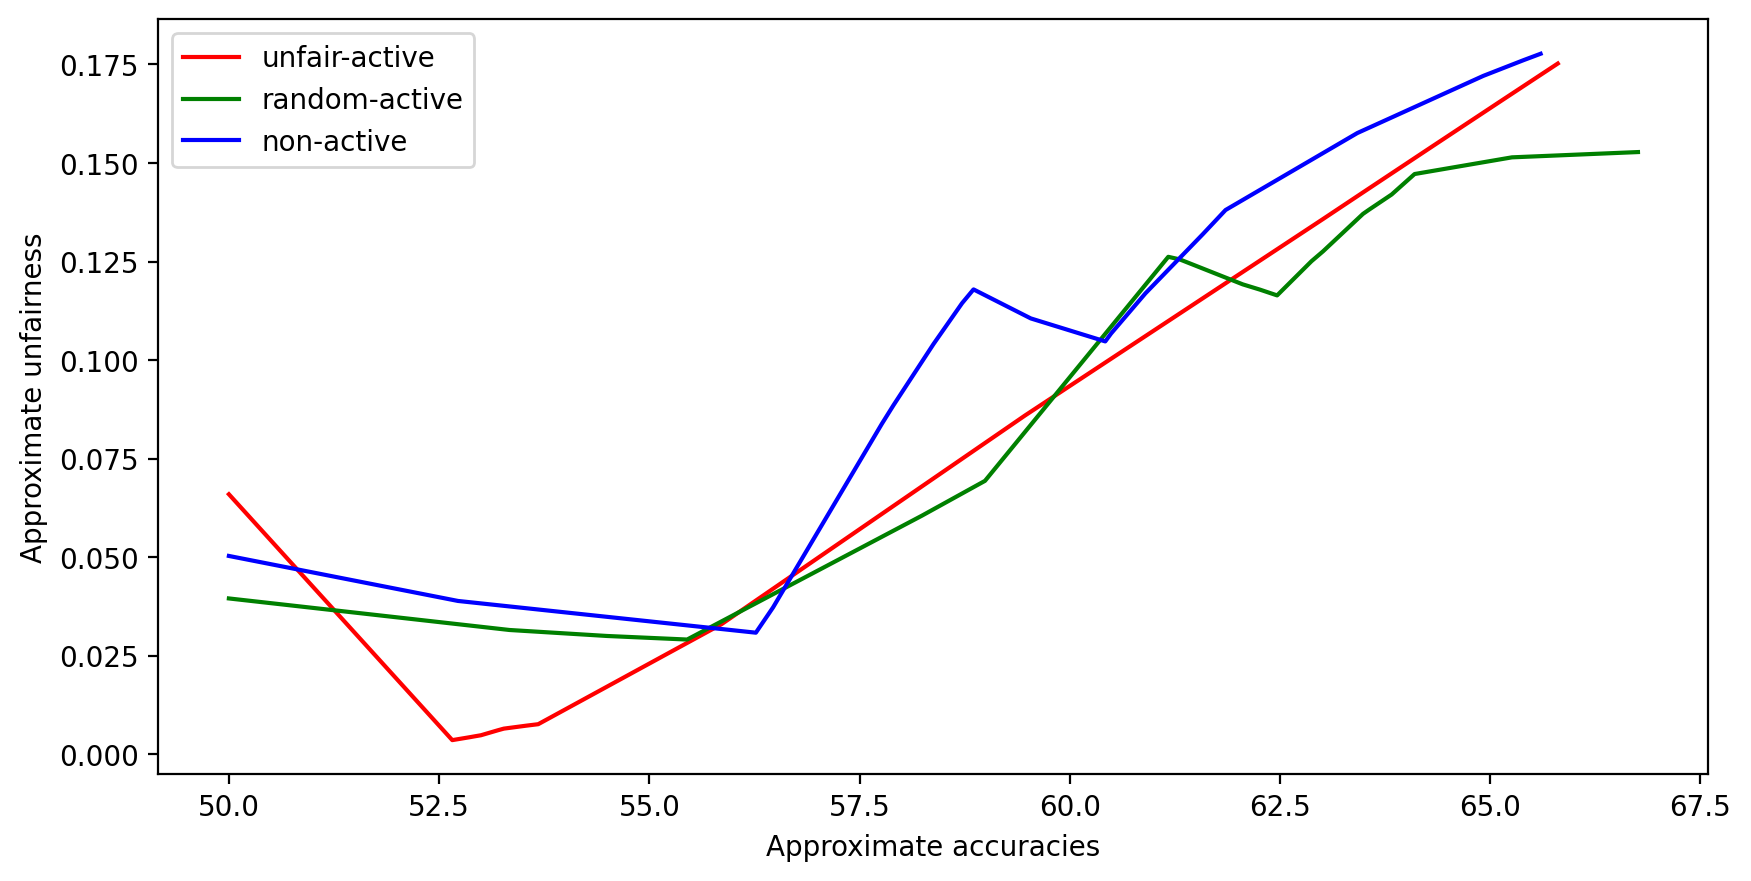 unfair-active
random-active
non-active
0.175
0.150
0.125
0.100
0.075
0.050
0.025
0.000
Approximate unfairness
50.0 52.5 55.0 57.5 60.0 62.5 65.0 67.5
Approximate accuracies